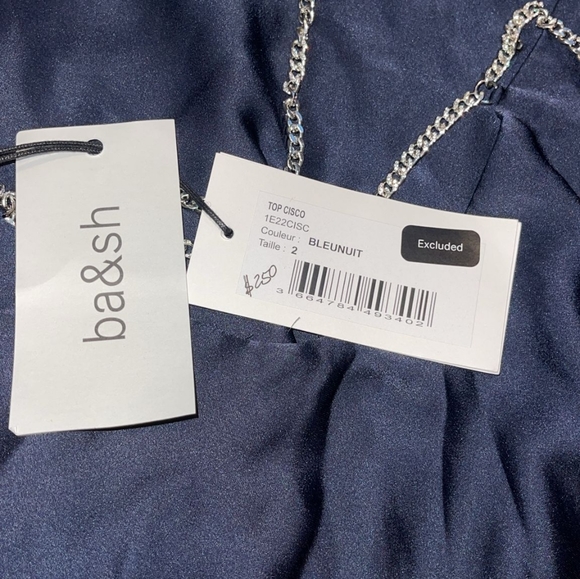 ba&sh
TOP CISCO
1E22CISC
Couleur : BLEUNUIT
Taille : 2
Excluded
$250
3 664784 493402